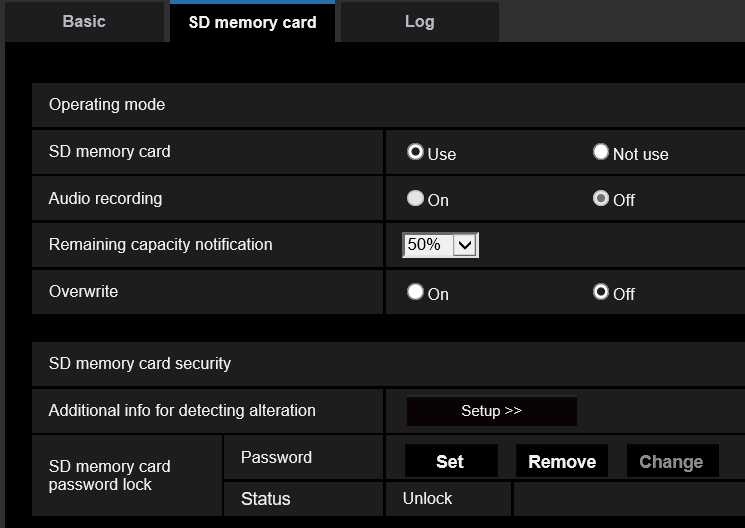 Basic SD memory card Log
Operating mode
SD memory card Use Not use
Audio recording On Off
Remaining capacity notification 50%
Overwrite On Off
SD memory card security
Additional info for detecting alteration Setup >>
SD memory card password lock
Password Set Remove Change
Status Unlock